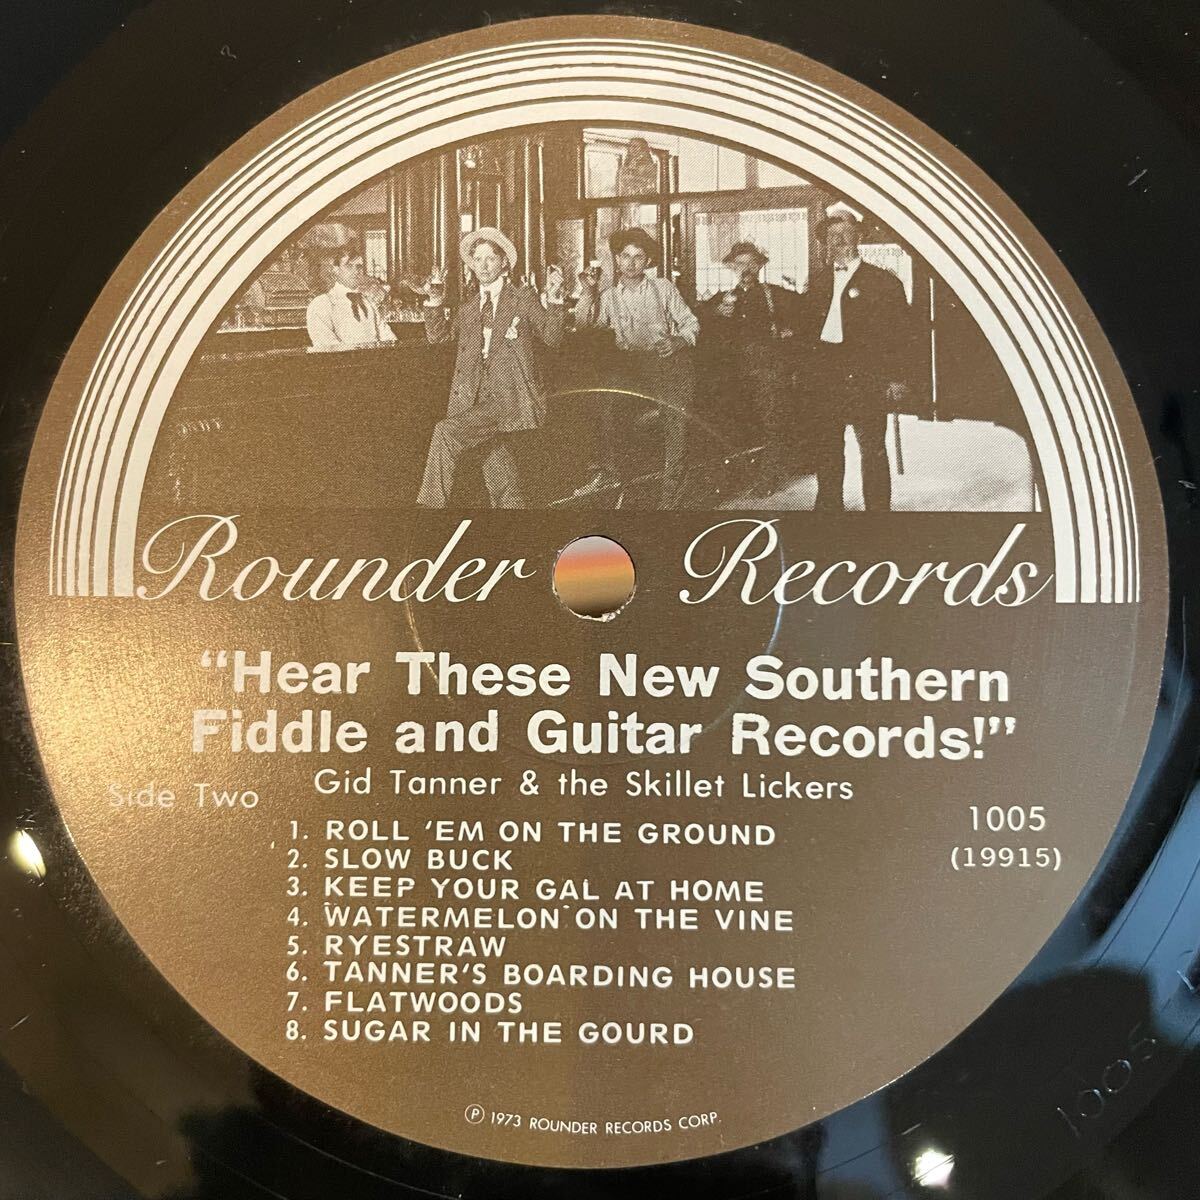 Rounder Records
"Hear These New Southern
Fiddle and Guitar Records!"
Gid Tanner & the Skillet Lickers
Side Two
1005
(19915)
1. ROLL 'EM ON THE GROUND
2. SLOW BUCK
3. KEEP YOUR GAL AT HOME
4. WATERMELON ON THE VINE
5. RYESTRAW
6. TANNER'S BOARDING HOUSE
7. FLATWOODS
8. SUGAR IN THE GOURD
Ⓟ 1973 ROUNDER RECORDS CORP.
1005